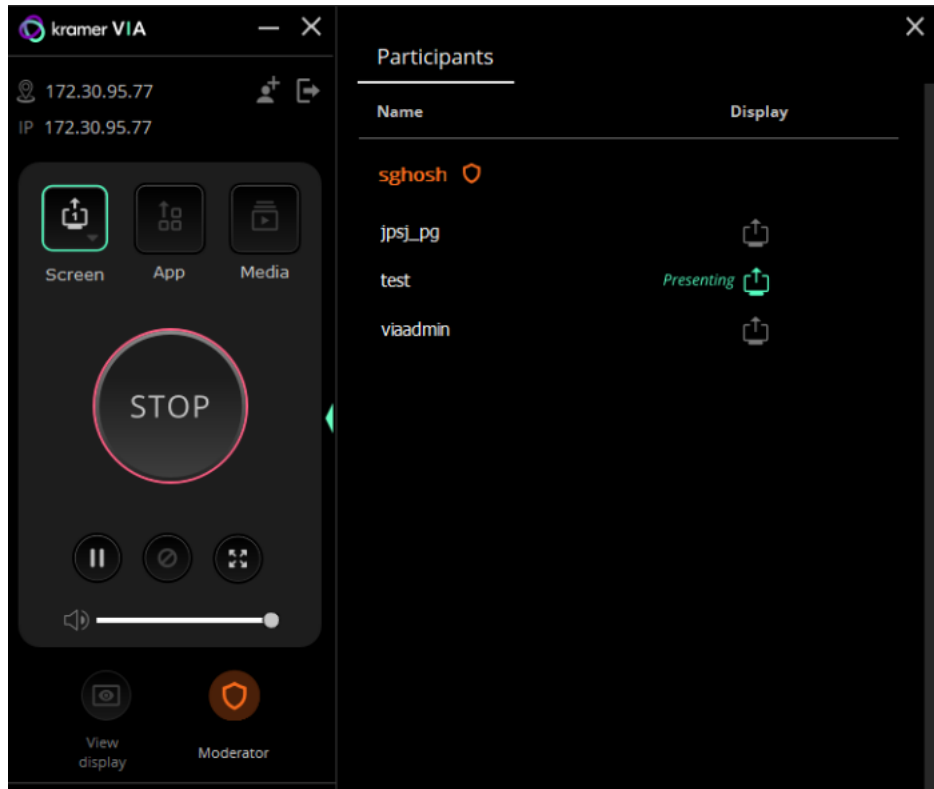 kramer VIA
172.30.95.77
IP 172.30.95.77
1
Screen App Media
STOP
View
display
Moderator
Participants
Name Display
sghosh
jpsj_pg
test Presenting
viaadmin